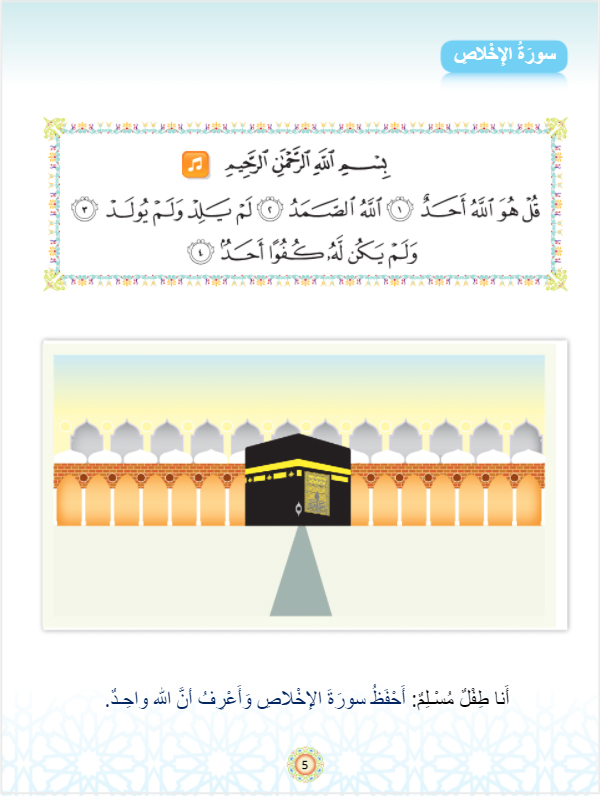 سورَةُ الإِخْلاصِ
بِسْمِ ٱللَّهِ ٱلرَّحْمَٰنِ ٱلرَّحِيمِ
قُلْ هُوَ ٱللَّهُ أَحَدٌ ١ ٱللَّهُ ٱلصَّمَدُ ٢ لَمْ يَلِدْ وَلَمْ يُولَدْ ٣
وَلَمْ يَكُن لَّهُۥ كُفُوًا أَحَدٌۢ ٤
أَنا طِفْلٌ مُسْلِمٌ: أَحْفَظُ سورَةَ الإِخْلاصِ وَأَعْرِفُ أنَّ الله واحِدٌ.
5